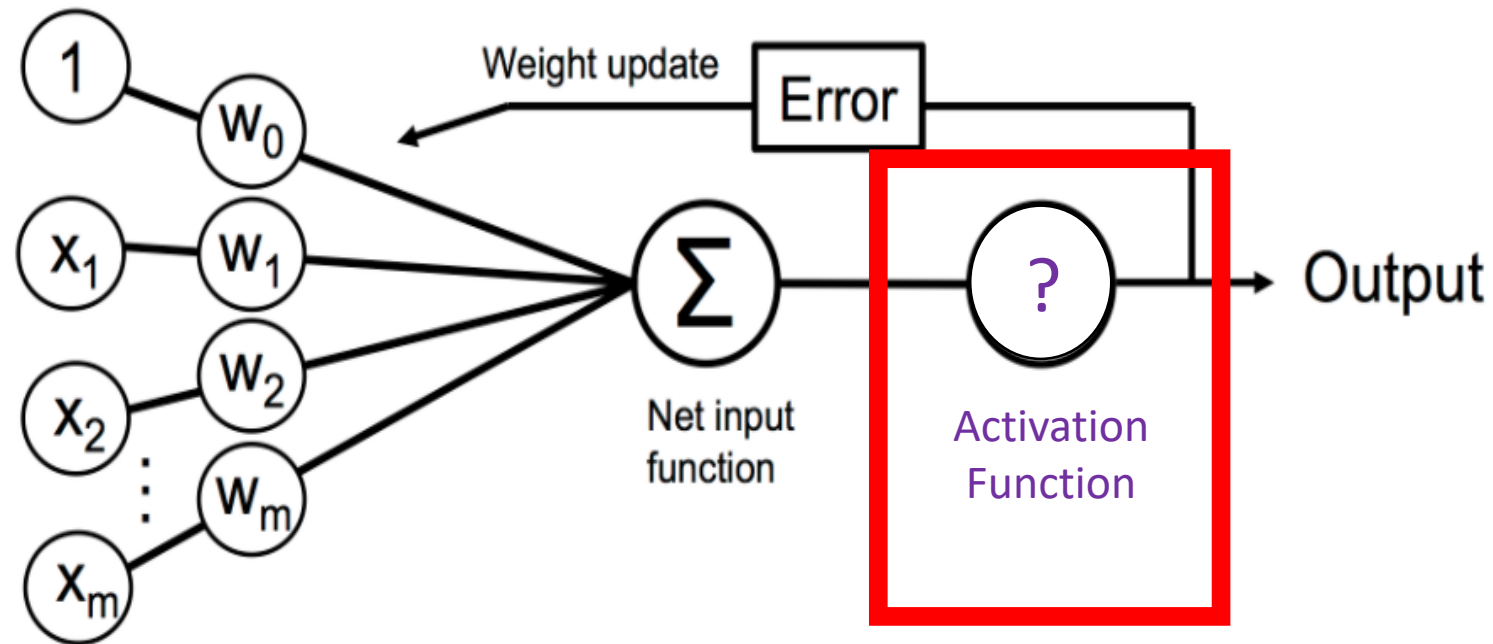 1
w₀
Weight update
Error
x₁
w₁
Σ
?
Output
x₂
w₂
Net input
function
Activation
Function
⋮
wₘ
xₘ